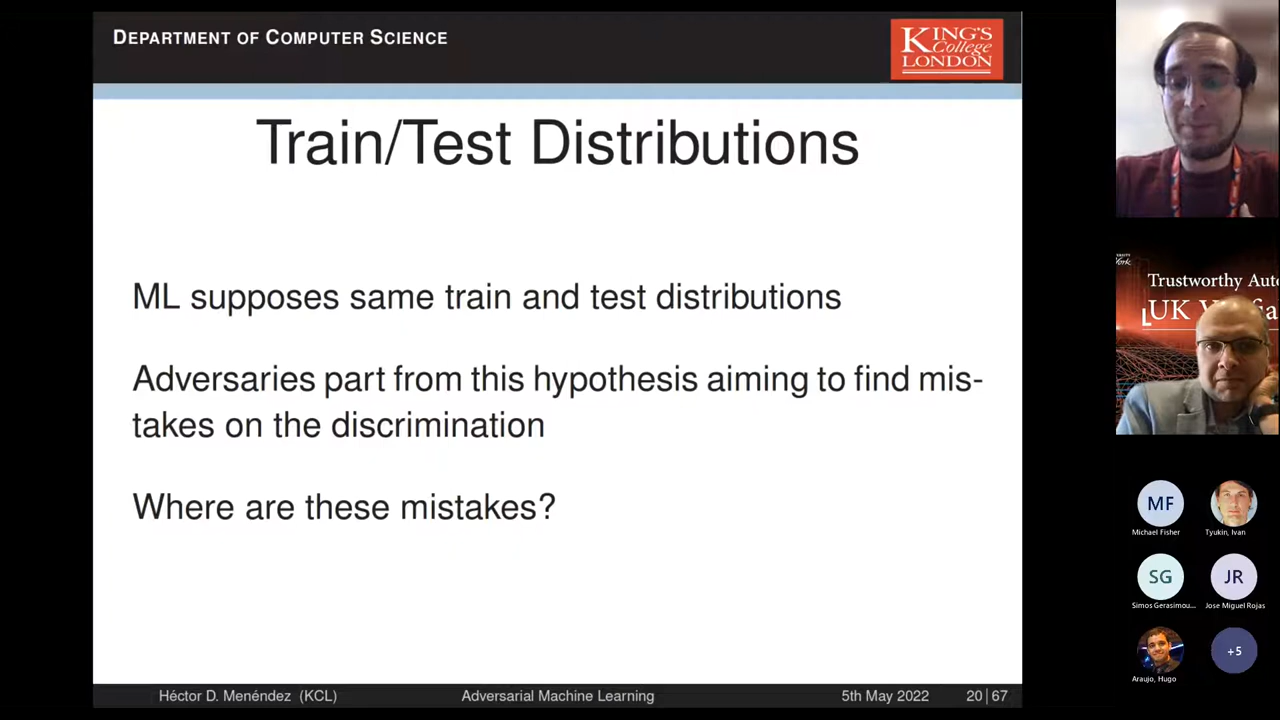 DEPARTMENT OF COMPUTER SCIENCE
KING'S
College
LONDON
Train/Test Distributions
ML supposes same train and test distributions
Adversaries part from this hypothesis aiming to find mis-
takes on the discrimination
Where are these mistakes?
Héctor D. Menéndez (KCL)
Adversarial Machine Learning
5th May 2022
20|67
Trustworthy Auto
UK
MF
Michael Fisher
Tyukin, Ivan
SG
Simos Gerasimou...
JR
Jose Miguel Rojas
Araujo, Hugo
+5